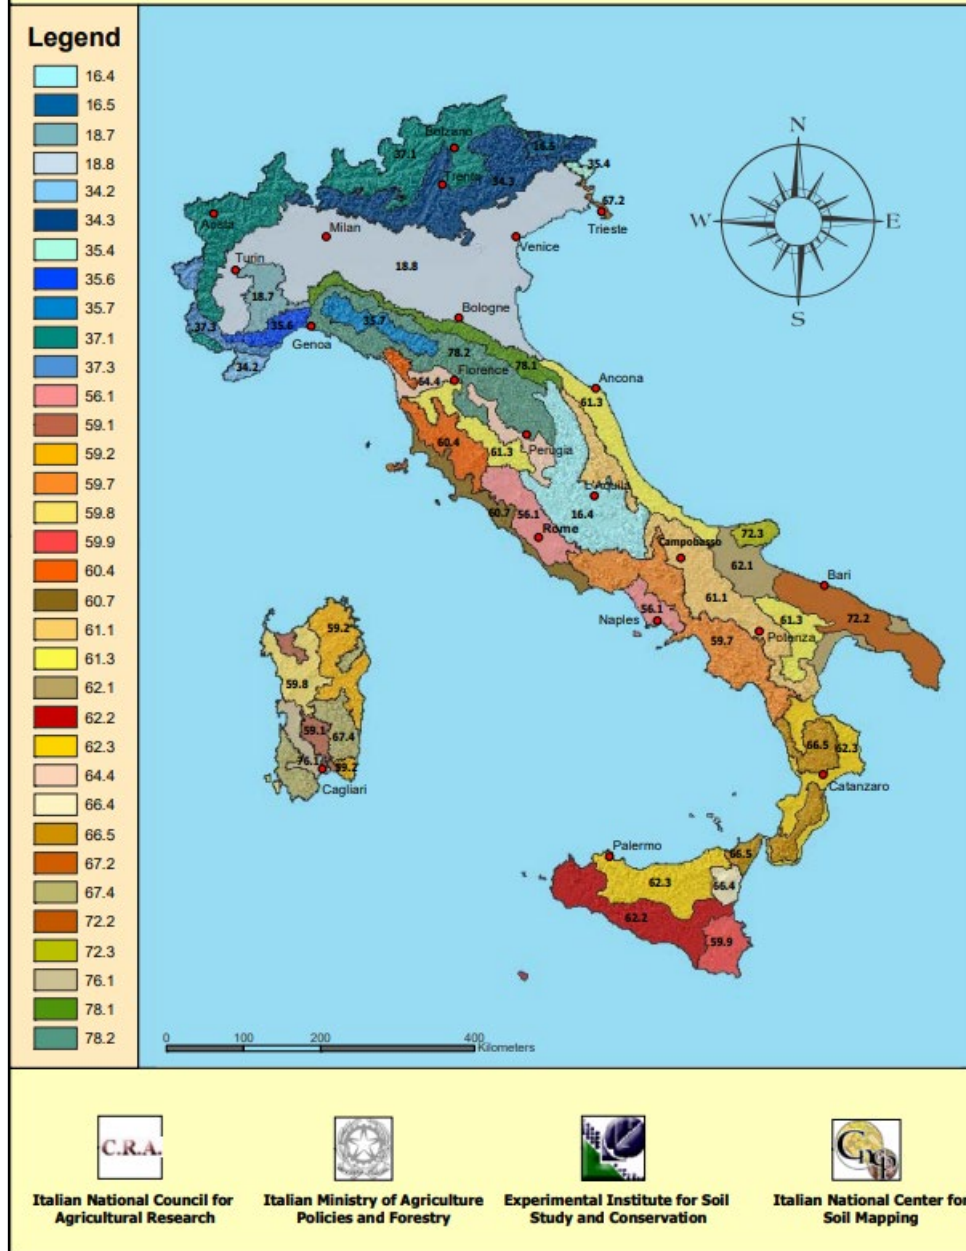 Legend
16.4
16.5
18.7
18.8
34.2
34.3
35.4
35.6
35.7
37.1
37.3
56.1
59.1
59.2
59.7
59.8
59.9
60.4
60.7
61.1
61.3
62.1
62.2
62.3
64.4
66.4
66.5
67.2
67.4
72.2
72.3
76.1
78.1
78.2
N
W
E
S
Bolzano
37.1
16.5
35.4
34.3
Trento
67.2
Trieste
Aosta
Milan
Venice
Turin
18.8
18.7
Bologne
37.3
35.6
35.7
Genoa
34.2
78.2
78.1
Florence
64.4
Ancona
61.3
60.4
Perugia
61.3
L'Aquila
16.4
60.7
56.1
Rome
72.3
Campobasso
62.1
Bari
61.1
56.1
Naples
61.3
72.2
59.7
Potenza
59.2
59.8
59.1
67.4
76.1
59.2
Cagliari
66.5
62.3
Catanzaro
Palermo
66.5
62.3
66.4
62.2
59.9
0 100 200 400
Kilometers
C.R.A.
Cncp
Italian National Council for
Agricultural Research
Italian Ministry of Agriculture
Policies and Forestry
Experimental Institute for Soil
Study and Conservation
Italian National Center for
Soil Mapping